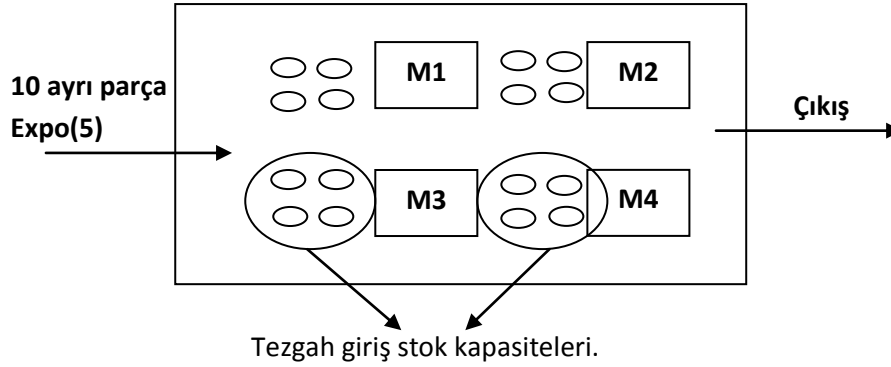 10 ayrı parça
Expo(5)
M1
M2
M3
M4
Çıkış
Tezgah giriş stok kapasiteleri.